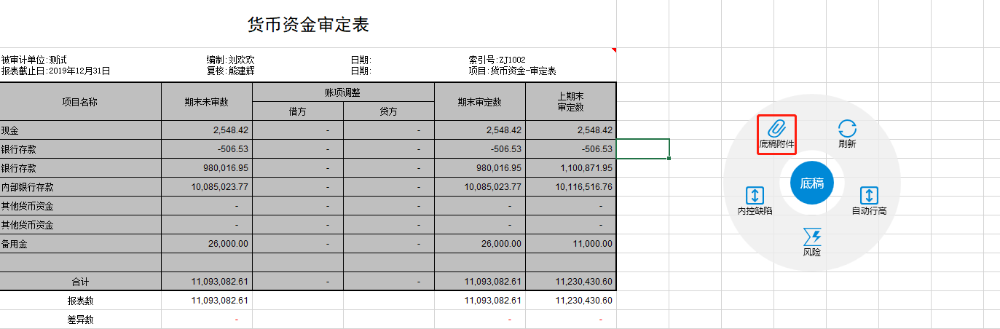 货币资金审定表
被审计单位:测试 编制:刘欢欢 日期: 索引号:ZJ1002
报表截止日:2019年12月31日 复核:熊建辉 日期: 项目:货币资金-审定表
项目名称 期末未审数 账项调整 期末审定数 上期末
审定数
借方 贷方
现金 2,548.42 - - 2,548.42 2,548.42
银行存款 -506.53 - - -506.53 -506.53
银行存款 980,016.95 - - 980,016.95 1,100,871.95
内部银行存款 10,085,023.77 - - 10,085,023.77 10,116,516.76
其他货币资金 - - - - -
其他货币资金 - - - - -
备用金 26,000.00 - - 26,000.00 11,000.00
合计 11,093,082.61 - - 11,093,082.61 11,230,430.60
报表数 11,093,082.61 11,093,082.61 11,230,430.60
差异数 - - -
底稿附件 刷新
底稿
内控缺陷 自动行高
风险